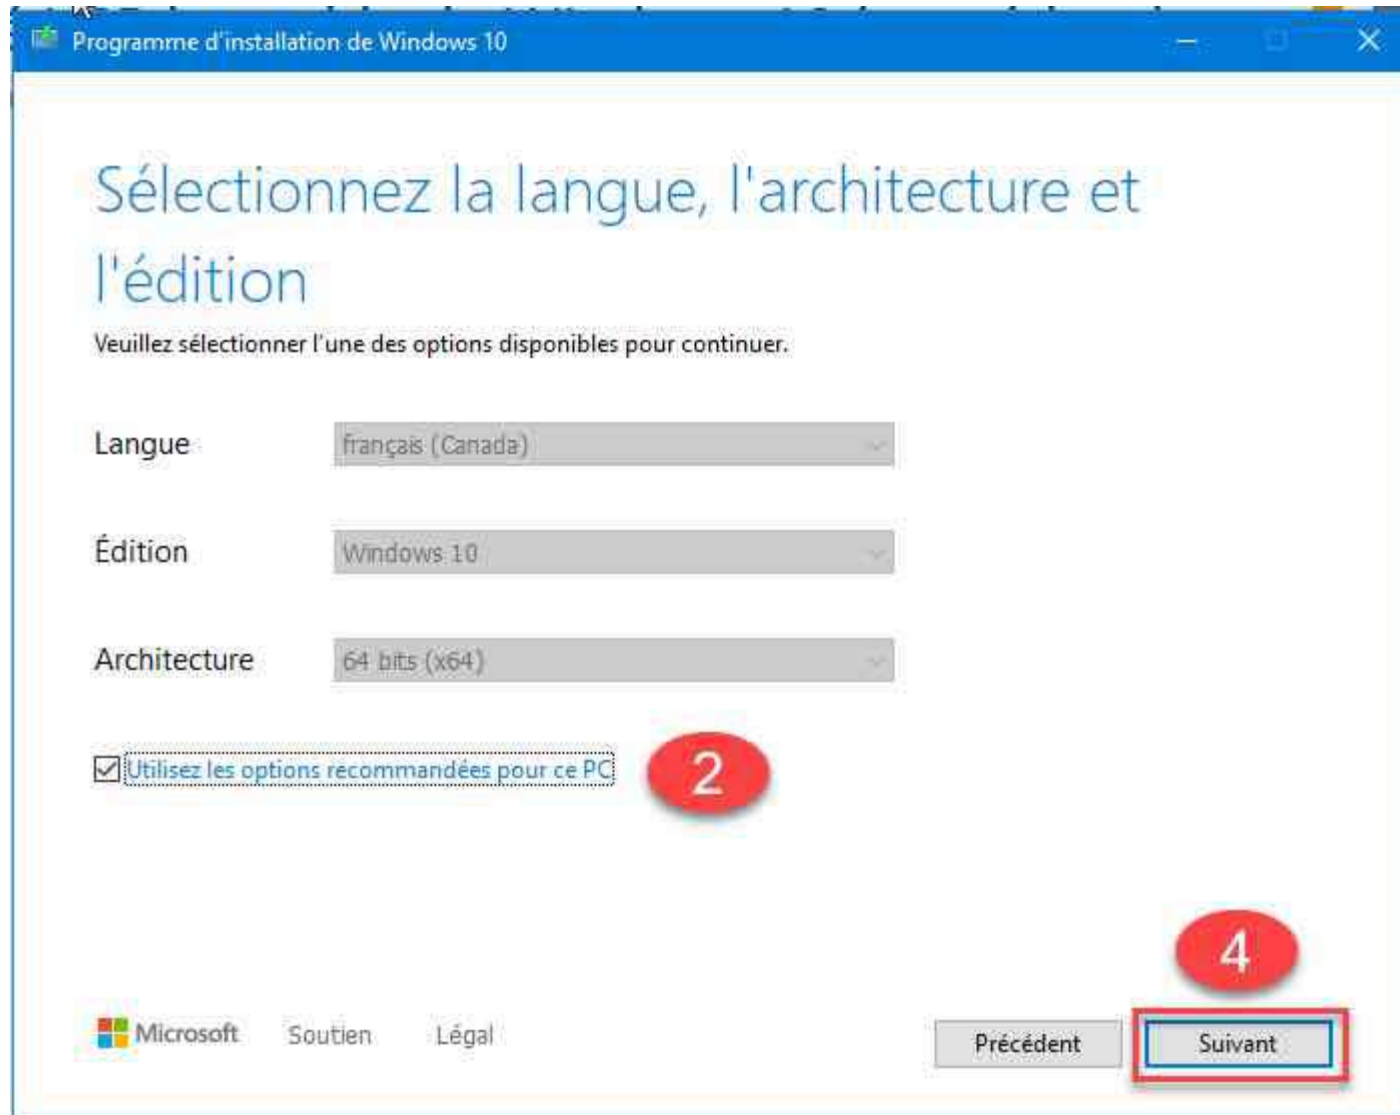 Programme d'installation de Windows 10
Sélectionnez la langue, l'architecture et
l'édition
Veuillez sélectionner l'une des options disponibles pour continuer.
Langue français (Canada)
Édition Windows 10
Architecture 64 bits (x64)
Utilisez les options recommandées pour ce PC 2
4
Microsoft Soutien Légal Précédent Suivant